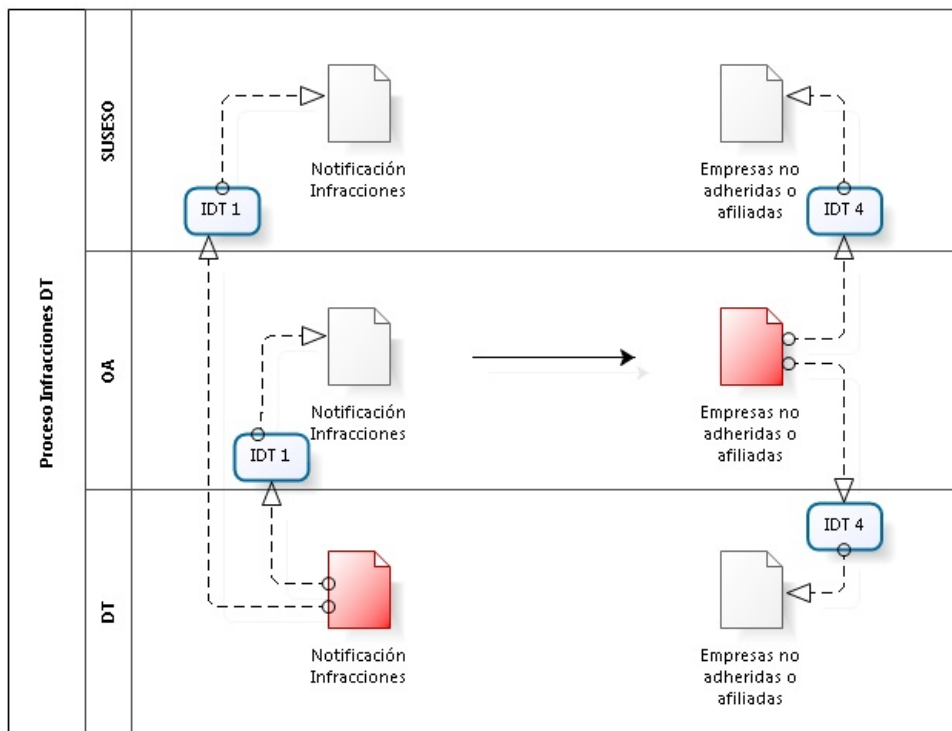 Proceso Infracciones DT
SUSESO
Notificación
Infracciones
IDT 1
Empresas no
adheridas o
afiliadas
IDT 4
OA
Notificación
Infracciones
IDT 1
Empresas no
adheridas o
afiliadas
DT
Notificación
Infracciones
IDT 4
Empresas no
adheridas o
afiliadas